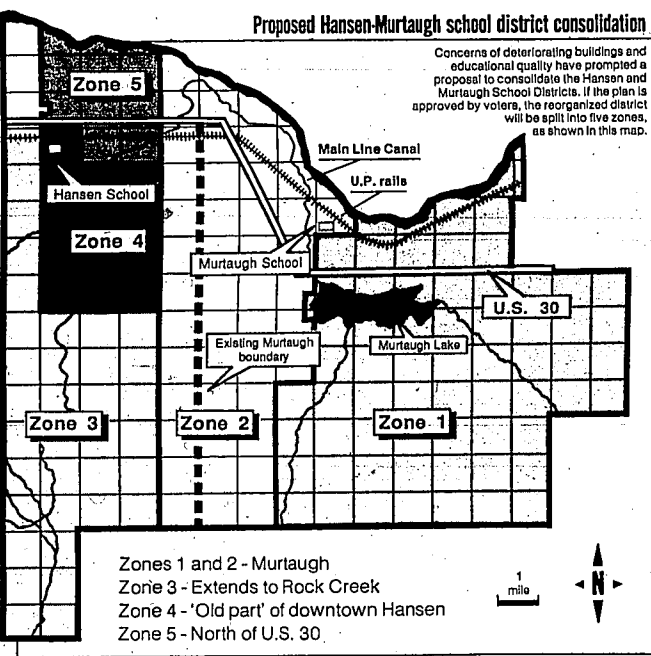 Proposed Hansen-Murtaugh school district consolidation
Concerns of deteriorating buildings and
educational quality have prompted a
proposal to consolidate the Hansen and
Murtaugh School Districts. If the plan is
approved by voters, the reorganized district
will be split into five zones,
as shown in this map.
Zone 5
Main Line Canal
U.P. rails
Hansen School
Zone 4
Murtaugh School
U.S. 30
Existing Murtaugh
boundary
Murtaugh Lake
Zone 3
Zone 2
Zone 1
Zones 1 and 2 - Murtaugh
Zone 3 - Extends to Rock Creek
Zone 4 - 'Old part' of downtown Hansen
Zone 5 - North of U.S. 30
1
mile
N